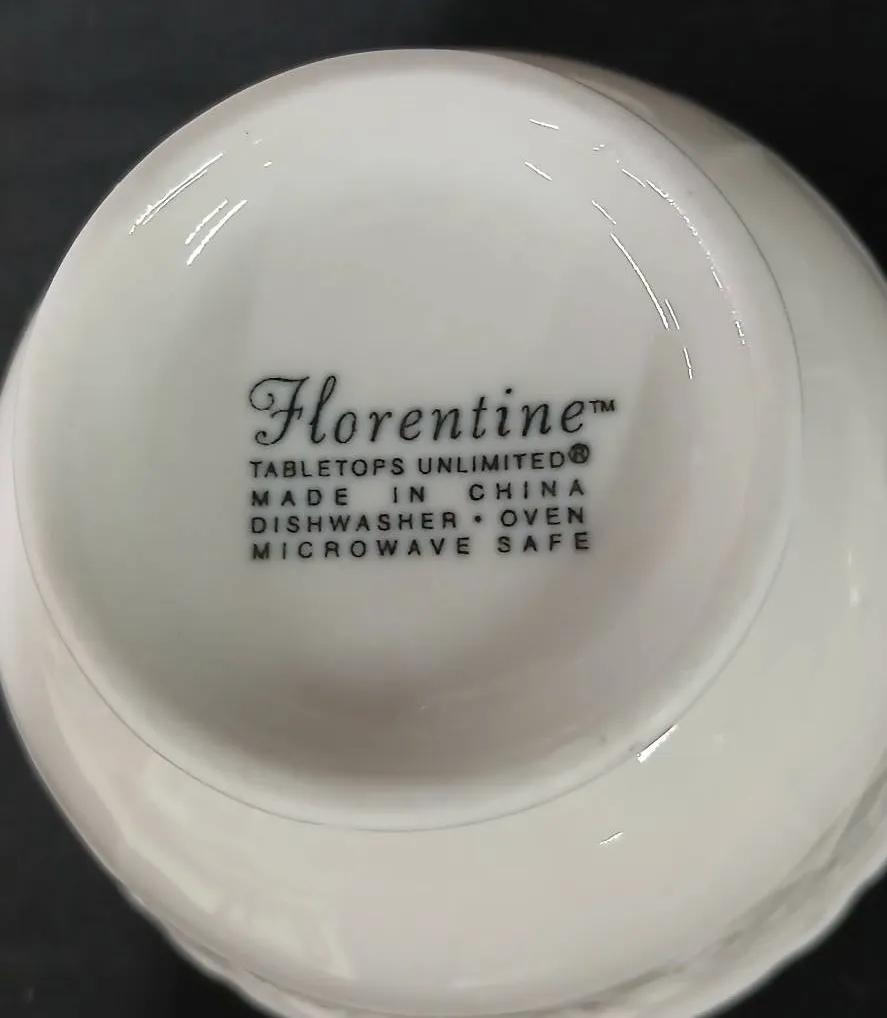 Florentine™
TABLETOPS UNLIMITED®
MADE IN CHINA
DISHWASHER • OVEN
MICROWAVE SAFE